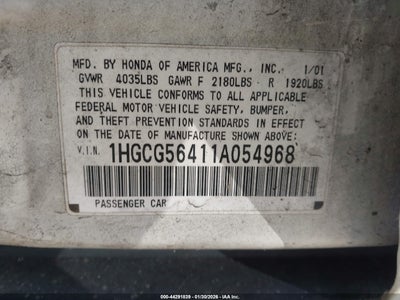 MFD. BY HONDA OF AMERICA MFG., INC. 1/01
GVWR 4035LBS GAWR F 2180LBS R 1920LBS
THIS VEHICLE CONFORMS TO ALL APPLICABLE
FEDERAL MOTOR VEHICLE SAFETY, BUMPER,
AND THEFT PREVENTION STANDARDS IN EFFECT
ON THE DATE OF MANUFACTURE SHOWN ABOVE.
V.I.N. 1HGCG56411A054968
PASSENGER CAR
000-44291839 - 01/20/2026 - IAA Inc.